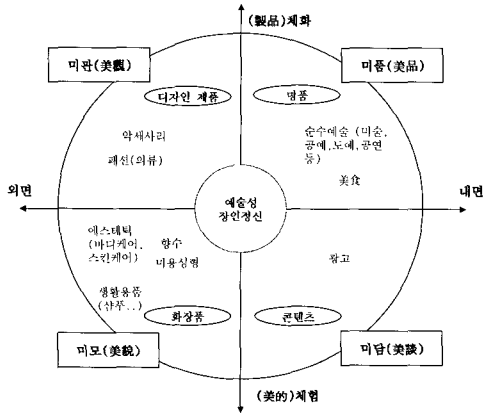 (製品)체화
미관(美觀)
미품(美品)
디자인 제품
명품
악세사리
패션(의류)
순수예술 (미술,
공예,도예,공연
등)
美食
외면
예술성
장인정신
내면
에스테틱
(바디케어,
스킨케어)
향수
미용성형
광고
생활용품
(샴푸..)
화장품
콘텐츠
미모(美貌)
미담(美談)
(美的)체험